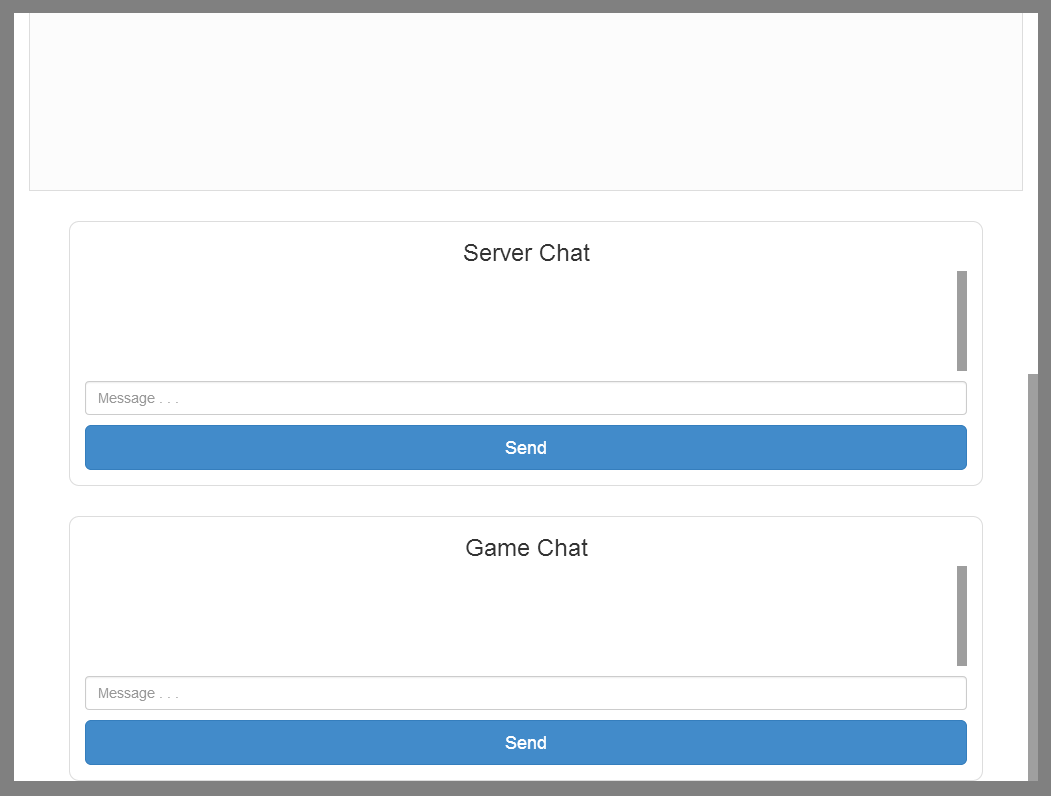 Server Chat
Message . . .
Send
Game Chat
Message . . .
Send